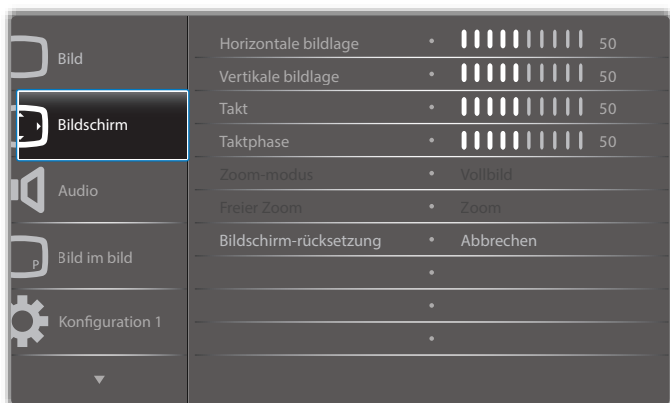 Bild
Bildschirm
Audio
P
Bild im bild
Konfiguration 1
Horizontale bildlage • 50
Vertikale bildlage • 50
Takt • 50
Taktphase • 50
Zoom-modus • Vollbild
Freier Zoom • Zoom
Bildschirm-rücksetzung • Abbrechen
•
•
•